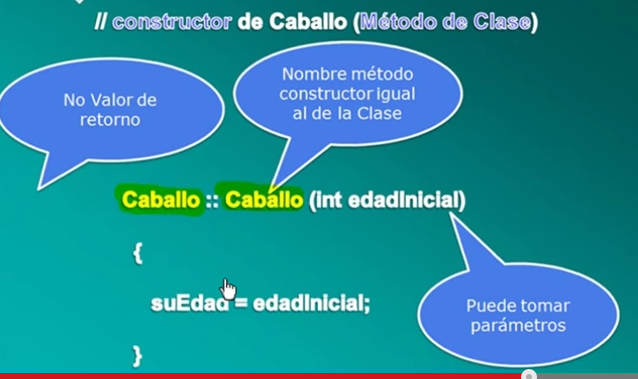 // constructor de Caballo (Método de Clase)
No Valor de
retorno
Nombre método
constructor igual
al de la Clase
Caballo :: Caballo (int edadInicial)
{
suEdad = edadInicial;
Puede tomar
parámetros
}